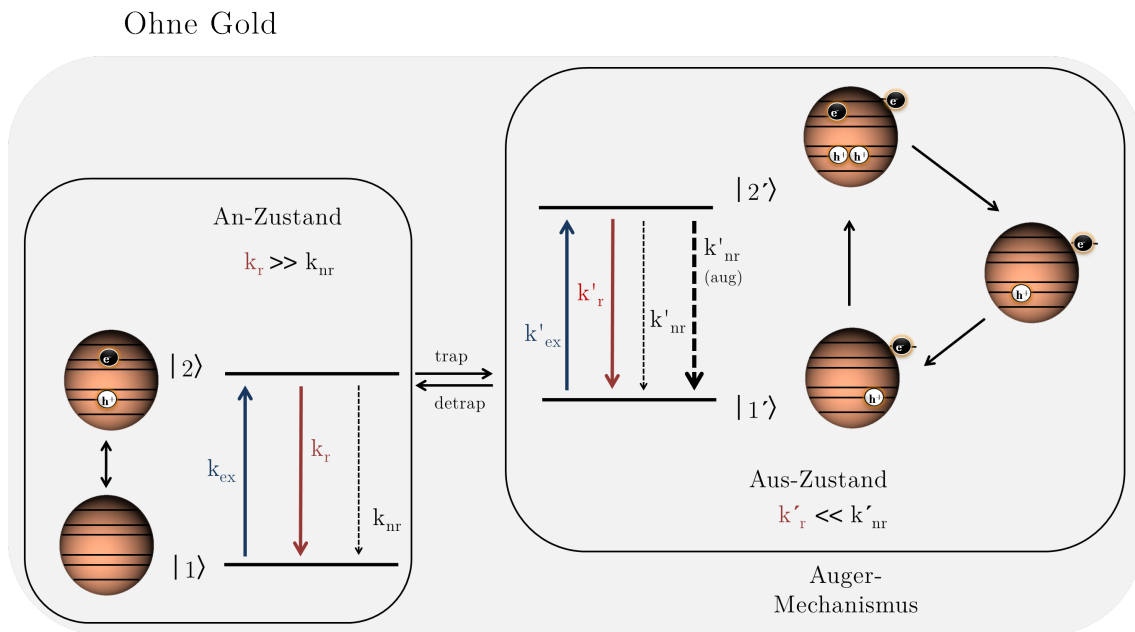 Ohne Gold
An-Zustand
k_r >> k_nr
e-
h+
|2⟩
|1⟩
k_ex
k_r
k_nr
trap
detrap
k'_ex
k'_r
k'_nr
k'_nr
(aug)
|2´⟩
|1´⟩
e-
e-
h+ h+
e-
h+
e-
h+
Aus-Zustand
k´_r << k´_nr
Auger-
Mechanismus